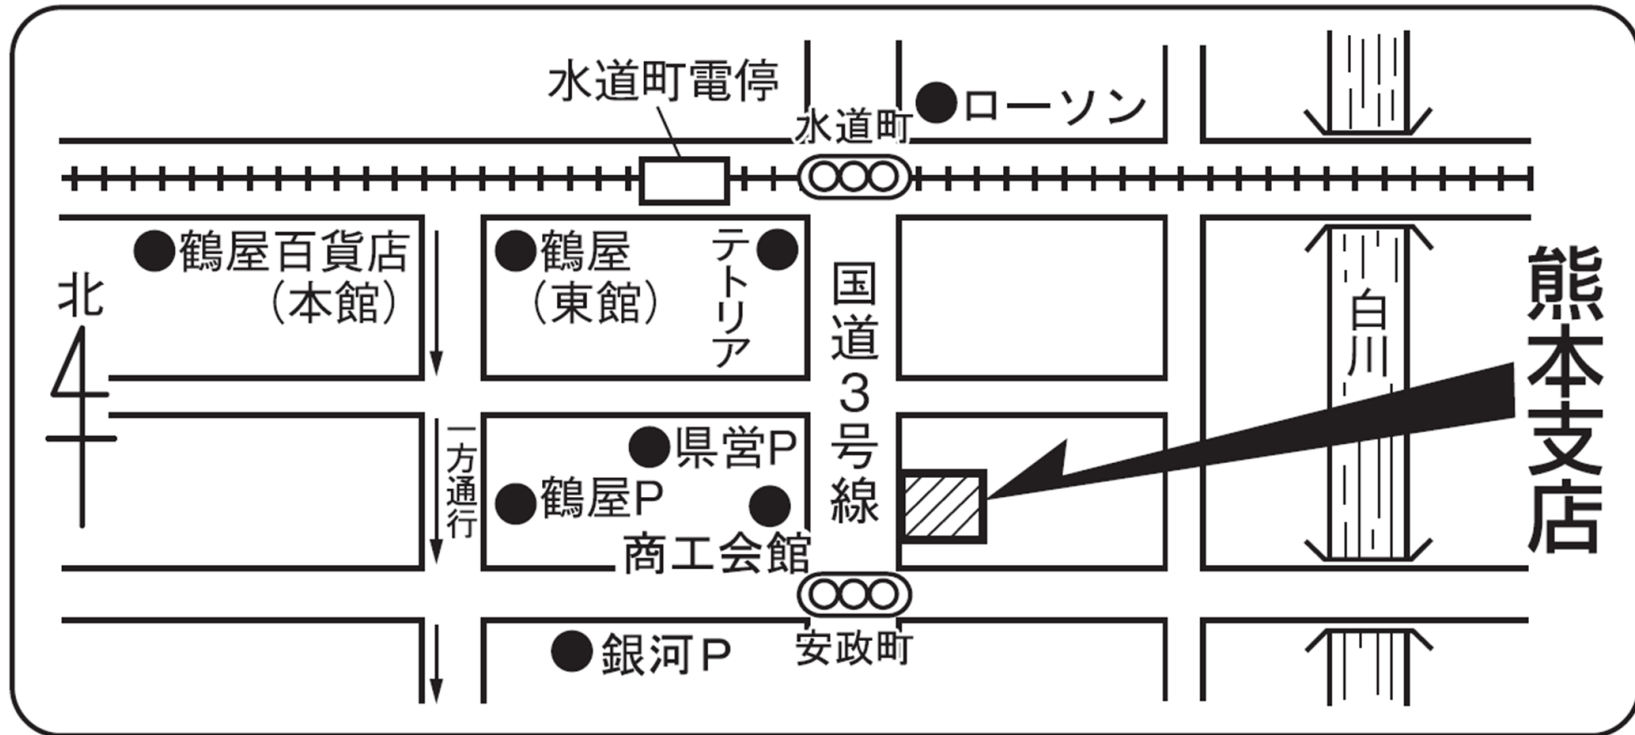 水道町電停
水道町
ローソン
鶴屋百貨店
（本館）
鶴屋
（東館）
テトリア
国道3号線
白川
熊本支店
北
一方通行
県営P
鶴屋P
商工会館
銀河P
安政町